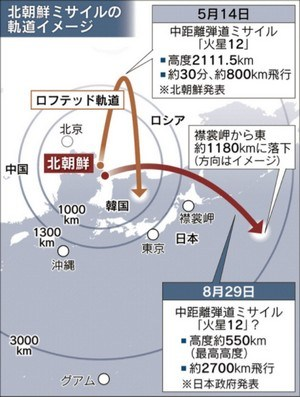 北朝鮮ミサイルの
軌道イメージ
5月14日
中距離弾道ミサイル
「火星12」
■高度2111.5km
■約30分、約800km飛行
※北朝鮮発表
ロフテッド軌道
ロシア
北京
北朝鮮
中国
襟裳岬から東
約1180kmに落下
(方向はイメージ)
韓国
1000
km
1300
km
沖縄
東京
日本
襟裳岬
8月29日
中距離弾道ミサイル
「火星12」?
■高度約550km
(最高高度)
■約2700km飛行
※日本政府発表
3000
km
グアム